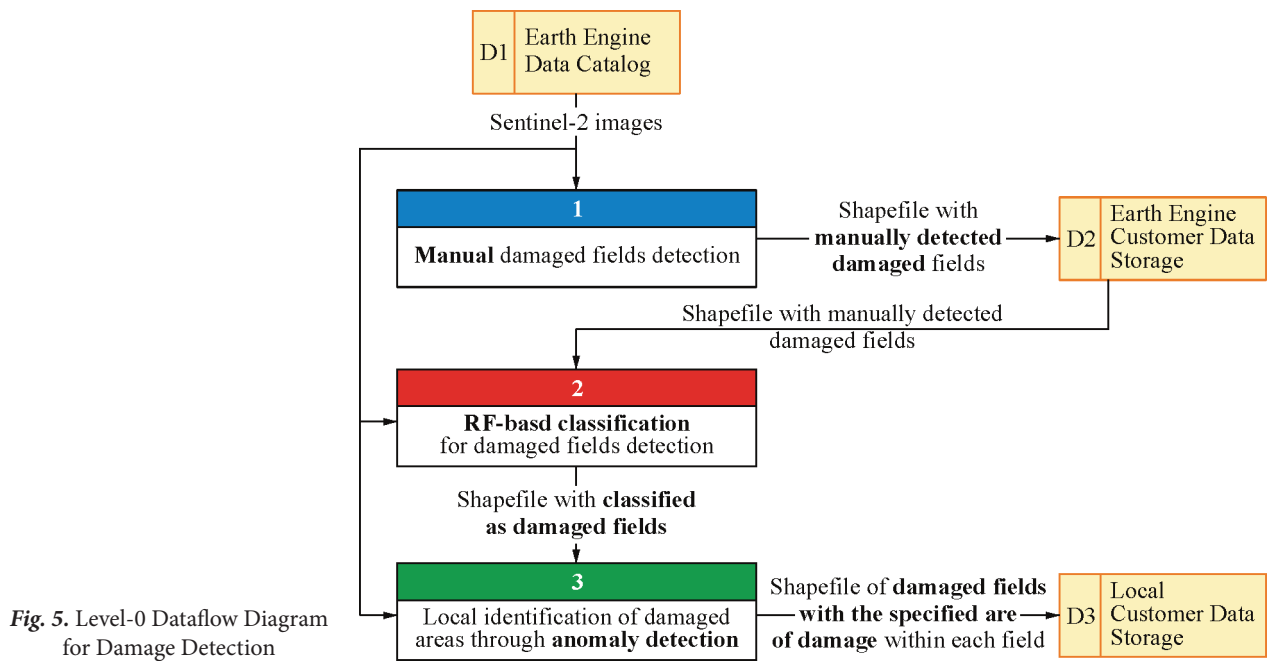 D1
Earth Engine
Data Catalog
Sentinel-2 images
1
Manual damaged fields detection
Shapefile with
manually detected
damaged fields
D2
Earth Engine
Customer Data
Storage
Shapefile with manually detected
damaged fields
2
RF-basd classification
for damaged fields detection
Shapefile with classified
as damaged fields
3
Local identification of damaged
areas through anomaly detection
Shapefile of damaged fields
with the specified are
of damage within each field
D3
Local
Customer Data
Storage
Fig. 5. Level-0 Dataflow Diagram
for Damage Detection